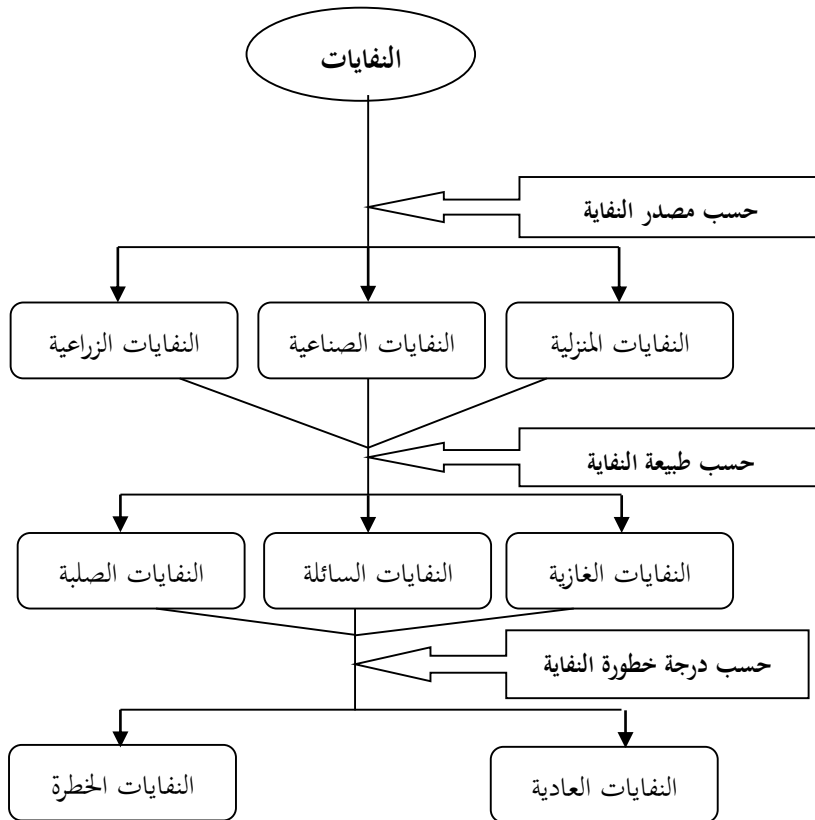 النفايات
حسب مصدر النفاية
النفايات المنزلية
النفايات الصناعية
النفايات الزراعية
حسب طبيعة النفاية
النفايات الغازية
النفايات السائلة
النفايات الصلبة
حسب درجة خطورة النفاية
النفايات العادية
النفايات الخطرة